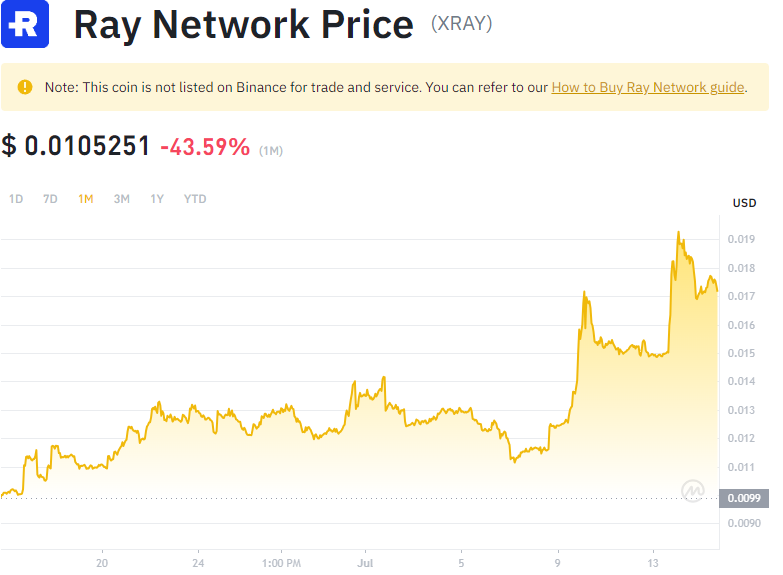 Ray Network Price (XRAY)
! Note: This coin is not listed on Binance for trade and service. You can refer to our How to Buy Ray Network guide.
$ 0.0105251 -43.59% (1M)
1D 7D 1M 3M 1Y YTD
USD
0.019
0.018
0.017
0.016
0.015
0.014
0.013
0.012
0.011
0.0099
0.0090
20 24 1:00 PM Jul 5 9 13